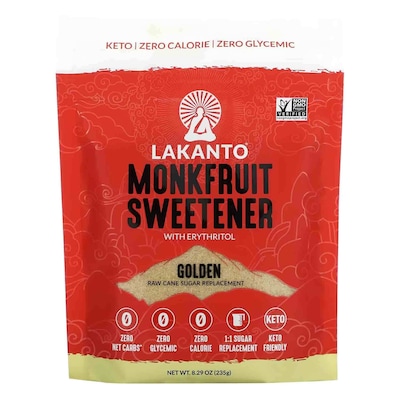 KETO | ZERO CALORIE | ZERO GLYCEMIC
NON
GMO
Project
VERIFIED
LAKANTO®
MONKFRUIT
SWEETENER
WITH ERYTHRITOL
GOLDEN
RAW CANE SUGAR REPLACEMENT
0 0 0 KETO
ZERO NET CARBS*
ZERO GLYCEMIC
ZERO CALORIE
1:1 SUGAR REPLACEMENT
KETO FRIENDLY
NET WT. 8.29 OZ (235g)